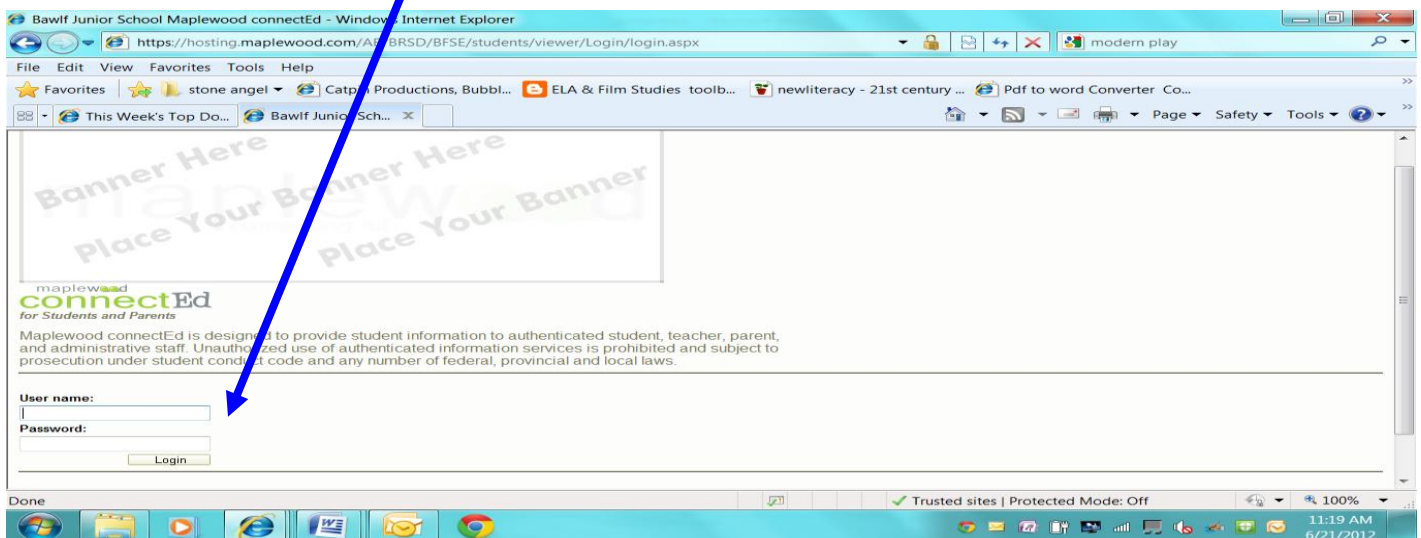 Bawlf Junior School Maplewood connectEd - Windows Internet Explorer
https://hosting.maplewood.com/AB/BRSD/BFSE/students/viewer/Login/login.aspx
modern play
File Edit View Favorites Tools Help
Favorites stone angel Catpin Productions, Bubbl... ELA & Film Studies toolb... newliteracy - 21st century ... Pdf to word Converter Co...
This Week's Top Do... Bawlf Junior Sch... Page Safety Tools
Banner Here
Place Your Banner Here
Place Your Banner
maplewood
connectEd
for Students and Parents
Maplewood connectEd is designed to provide student information to authenticated student, teacher, parent,
and administrative staff. Unauthorized use of authenticated information services is prohibited and subject to
prosecution under student conduct code and any number of federal, provincial and local laws.
User name:
Password:
Login
Done Trusted sites | Protected Mode: Off 100%
11:19 AM
6/21/2012